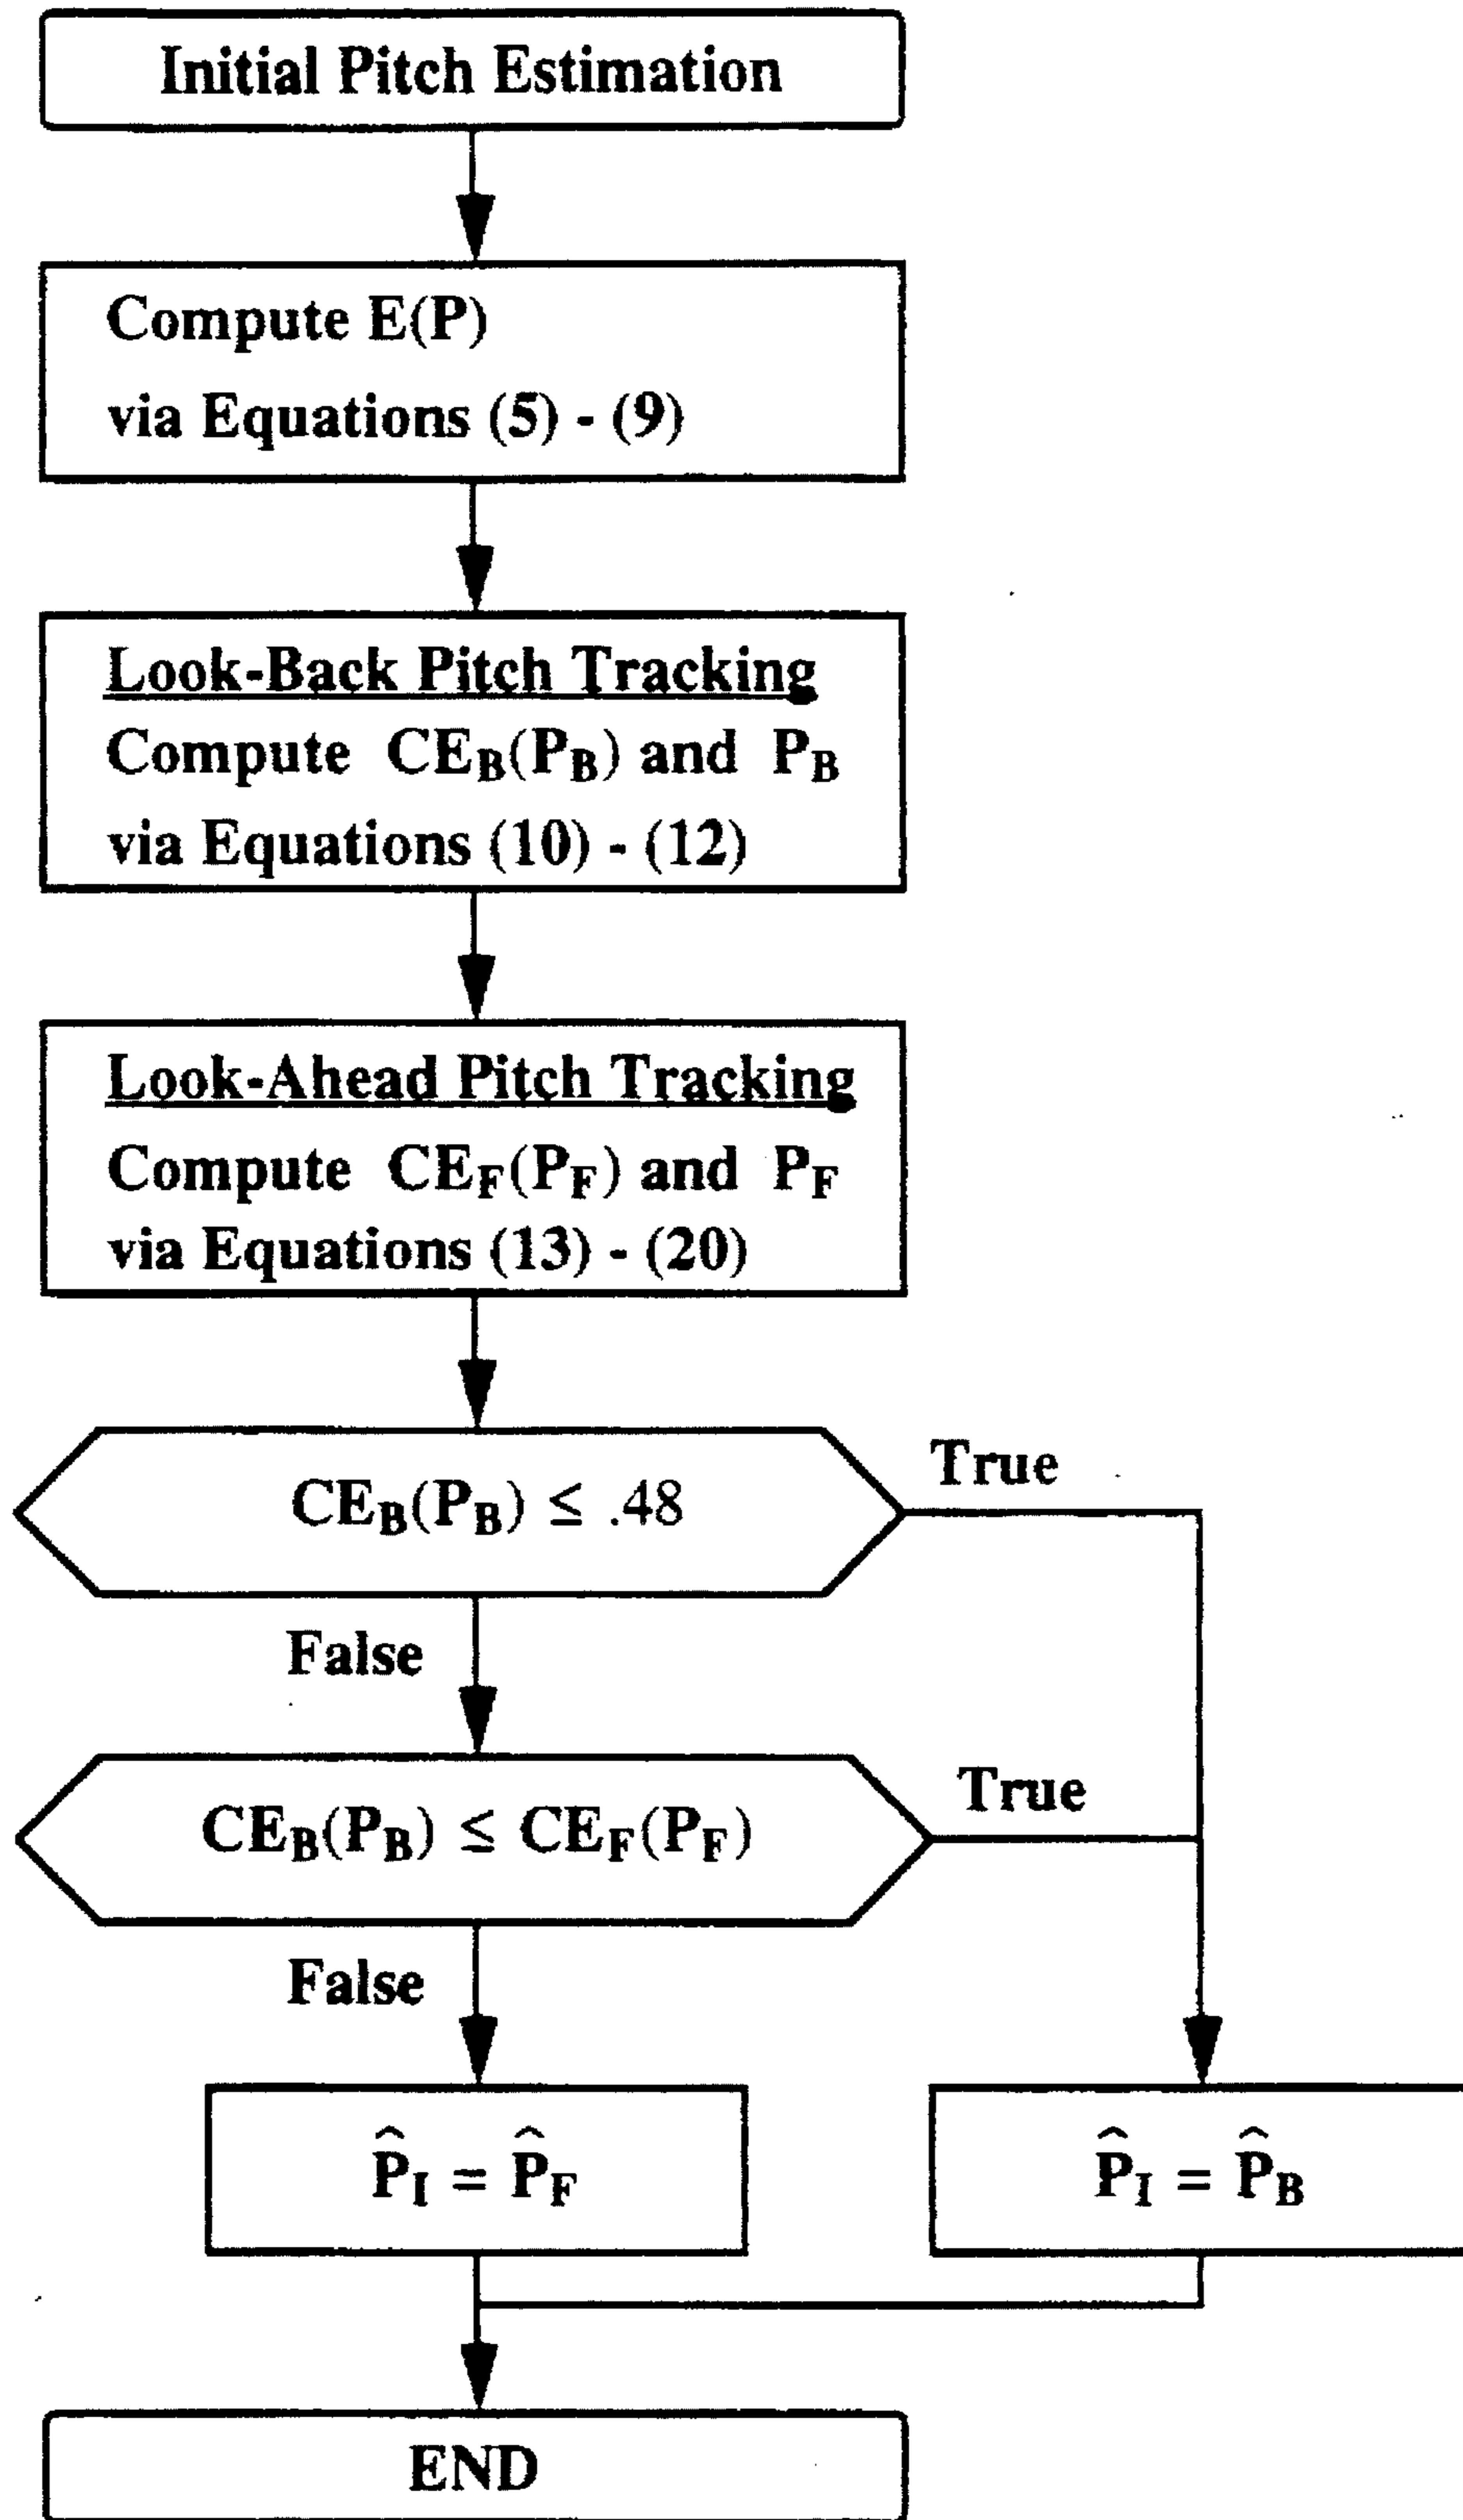 Initial Pitch Estimation
Compute E(P)
via Equations (5) - (9)
Look-Back Pitch Tracking
Compute CE_B(P_B) and P_B
via Equations (10) - (12)
Look-Ahead Pitch Tracking
Compute CE_F(P_F) and P_F
via Equations (13) - (20)
CE_B(P_B) ≤ .48
True
False
CE_B(P_B) ≤ CE_F(P_F)
True
False
P̂_I = P̂_F
P̂_I = P̂_B
END